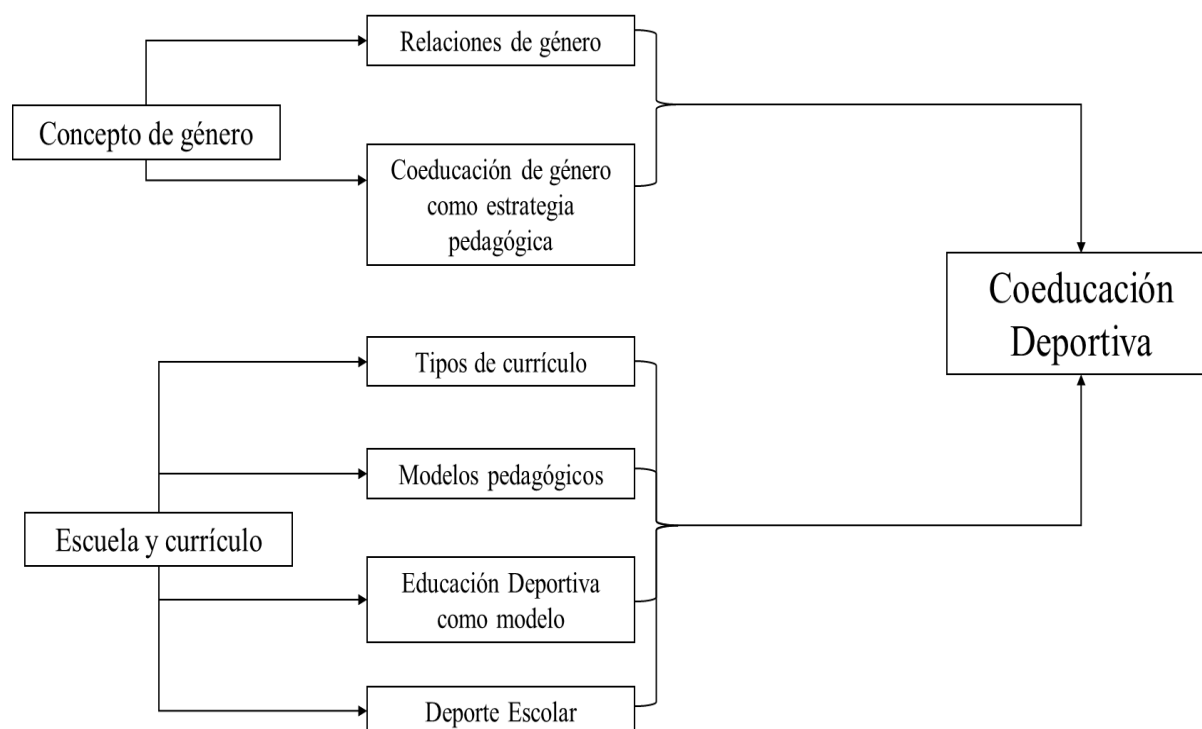 Relaciones de género
Concepto de género
Coeducación de género
como estrategia
pedagógica
Coeducación
Deportiva
Tipos de currículo
Modelos pedagógicos
Escuela y currículo
Educación Deportiva
como modelo
Deporte Escolar